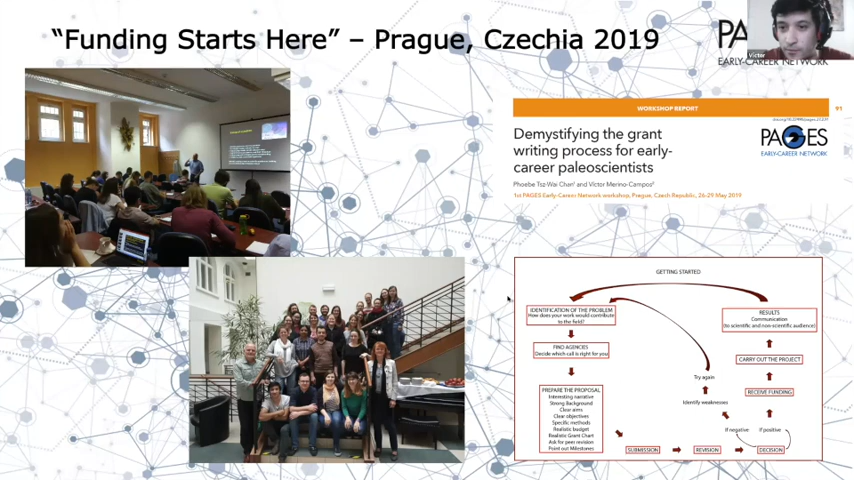 “Funding Starts Here” – Prague, Czechia 2019
PA
Victor
EARLY-CAREER NETWORK
WORKSHOP REPORT
91
Demystifying the grant
writing process for early-
career paleoscientists
PAGES
EARLY-CAREER NETWORK
Phoebe Tsz-Wai Chan¹ and Víctor Merino-Campos²
1st PAGES Early-Career Network workshop, Prague, Czech Republic, 26-29 May 2019
GETTING STARTED
IDENTIFICATION OF THE PROBLEM
How does your work would contribute
to the field?
FIND AGENCIES
Decide which call is right for you
PREPARE THE PROPOSAL
Interesting narrative
Strong Background
Clear aims
Clear objectives
Specific methods
Realistic budget
Realistic Grant Chart
Ask for peer revision
Point out Milestones
SUBMISSION
REVISION
DECISION
If negative
If positive
Identify weaknesses
Try again
RECEIVE FUNDING
CARRY OUT THE PROJECT
RESULTS
Communication
(to scientific and non-scientific audience)